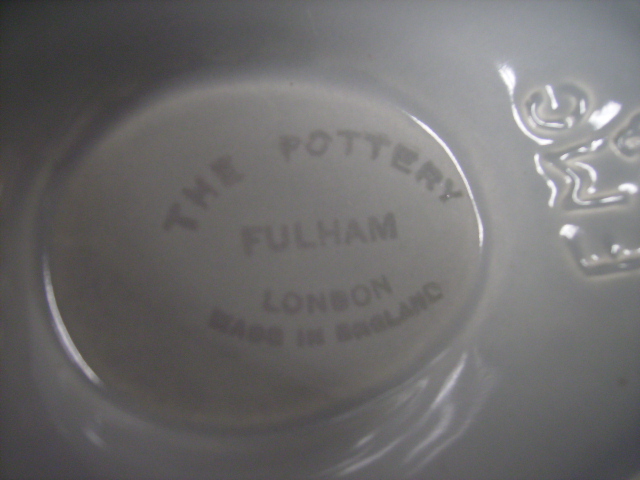 THE POTTERY
FULHAM
LONDON
MADE IN ENGLAND